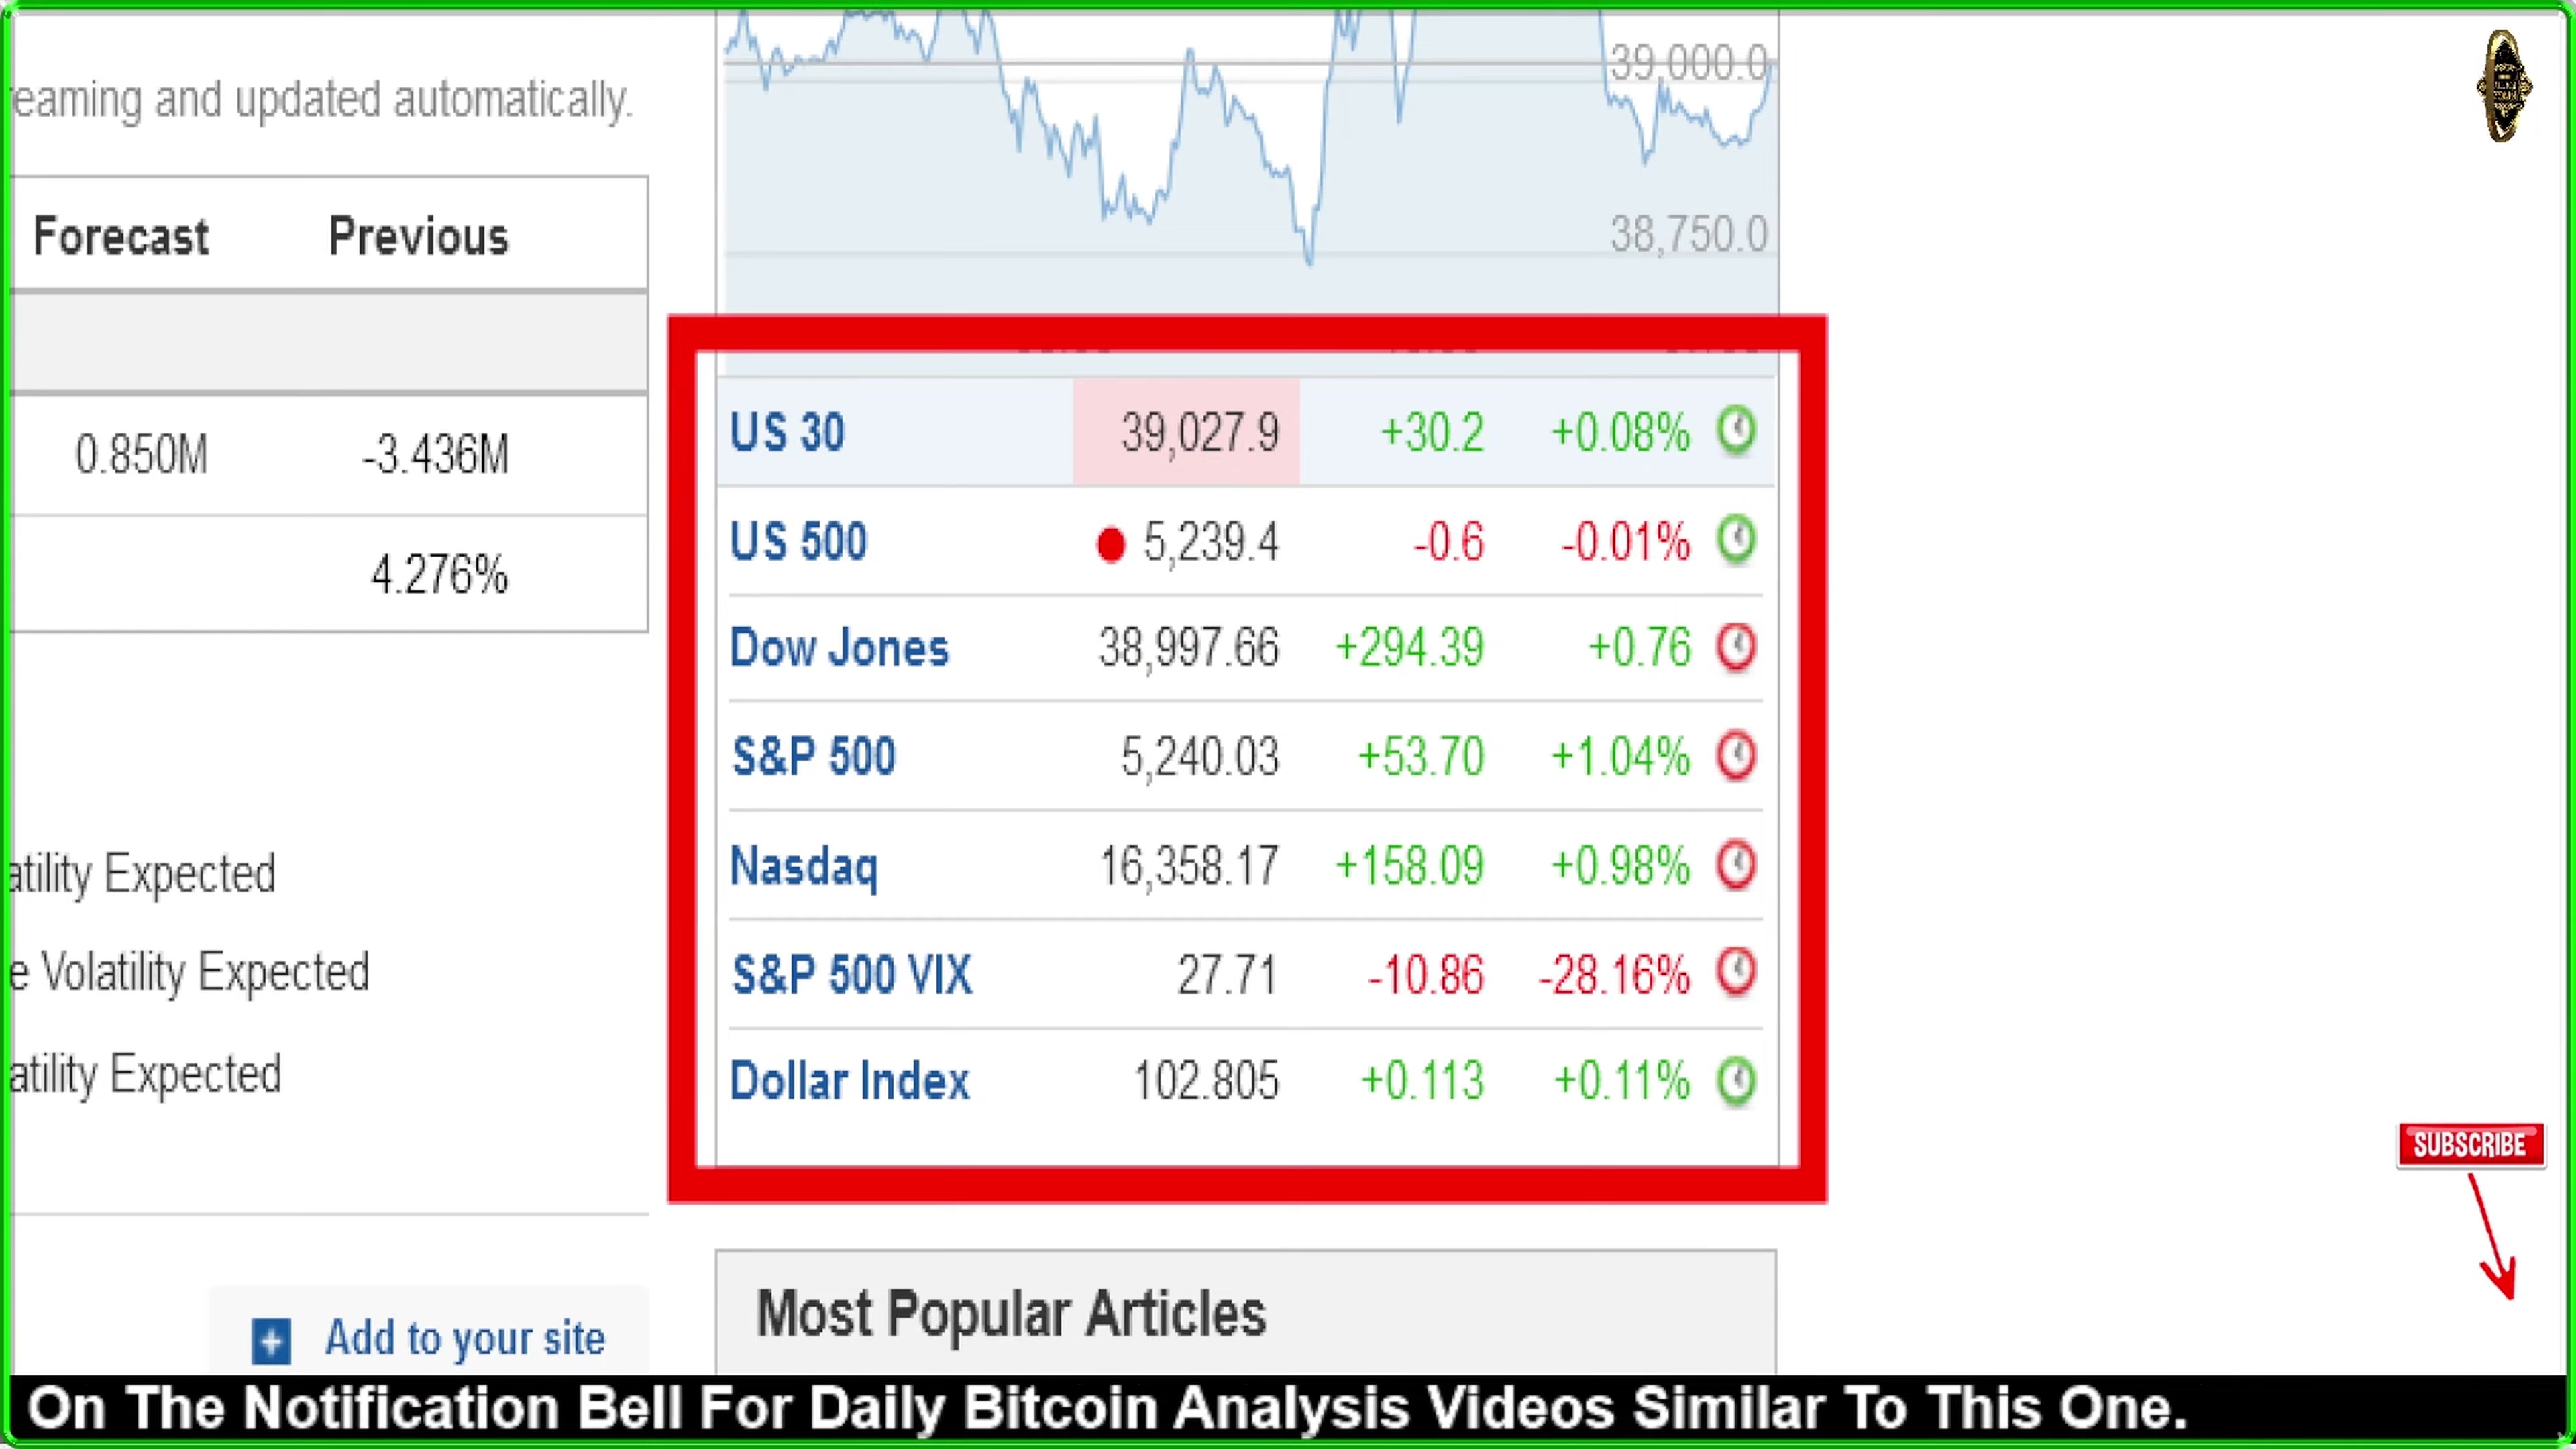 eaming and updated automatically.
39,000.0
38,750.0
Forecast Previous
0.850M -3.436M
4.276%
US 30 39,027.9 +30.2 +0.08%
US 500 5,239.4 -0.6 -0.01%
Dow Jones 38,997.66 +294.39 +0.76
S&P 500 5,240.03 +53.70 +1.04%
Nasdaq 16,358.17 +158.09 +0.98%
S&P 500 VIX 27.71 -10.86 -28.16%
Dollar Index 102.805 +0.113 +0.11%
atility Expected
e Volatility Expected
atility Expected
SUBSCRIBE
Add to your site
Most Popular Articles
On The Notification Bell For Daily Bitcoin Analysis Videos Similar To This One.